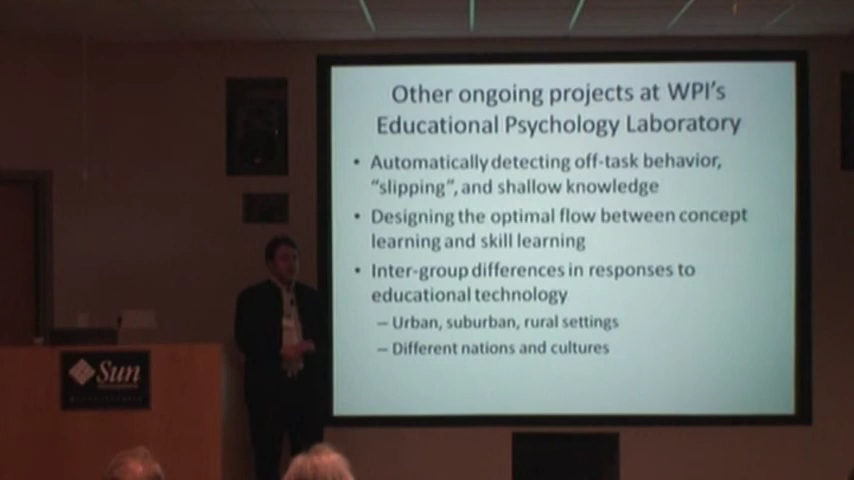 Other ongoing projects at WPI's
Educational Psychology Laboratory
• Automatically detecting off-task behavior,
"slipping", and shallow knowledge
• Designing the optimal flow between concept
learning and skill learning
• Inter-group differences in responses to
educational technology
– Urban, suburban, rural settings
– Different nations and cultures
Sun